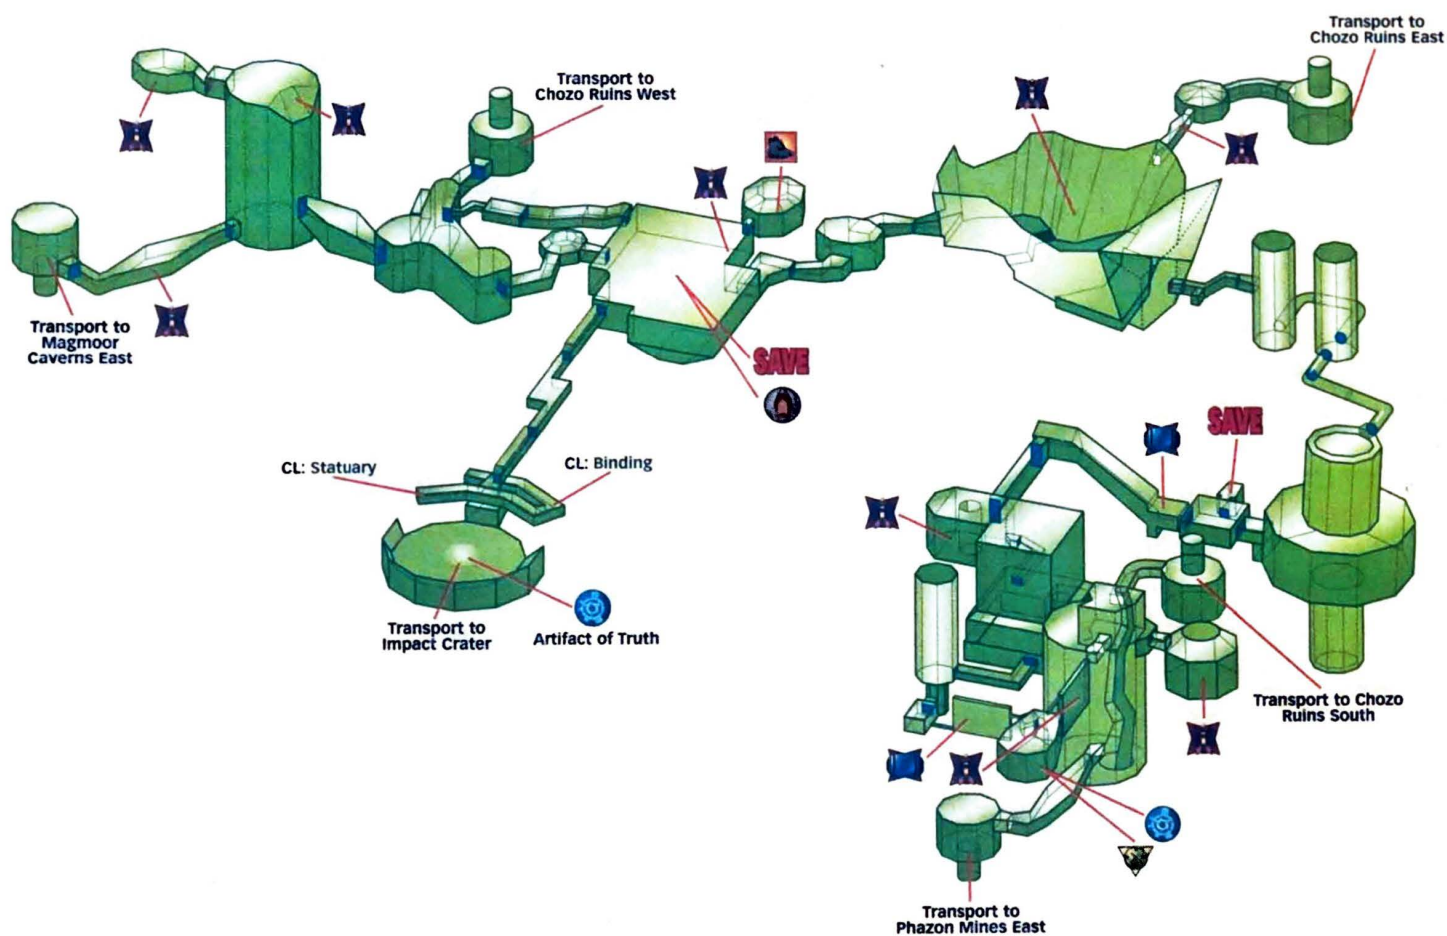 Transport to
Chozo Ruins East
Transport to
Chozo Ruins West
Transport to
Magmoor
Caverns East
SAVE
SAVE
CL: Statuary
CL: Binding
Transport to
Impact Crater
Artifact of Truth
Transport to Chozo
Ruins South
Transport to
Phazon Mines East